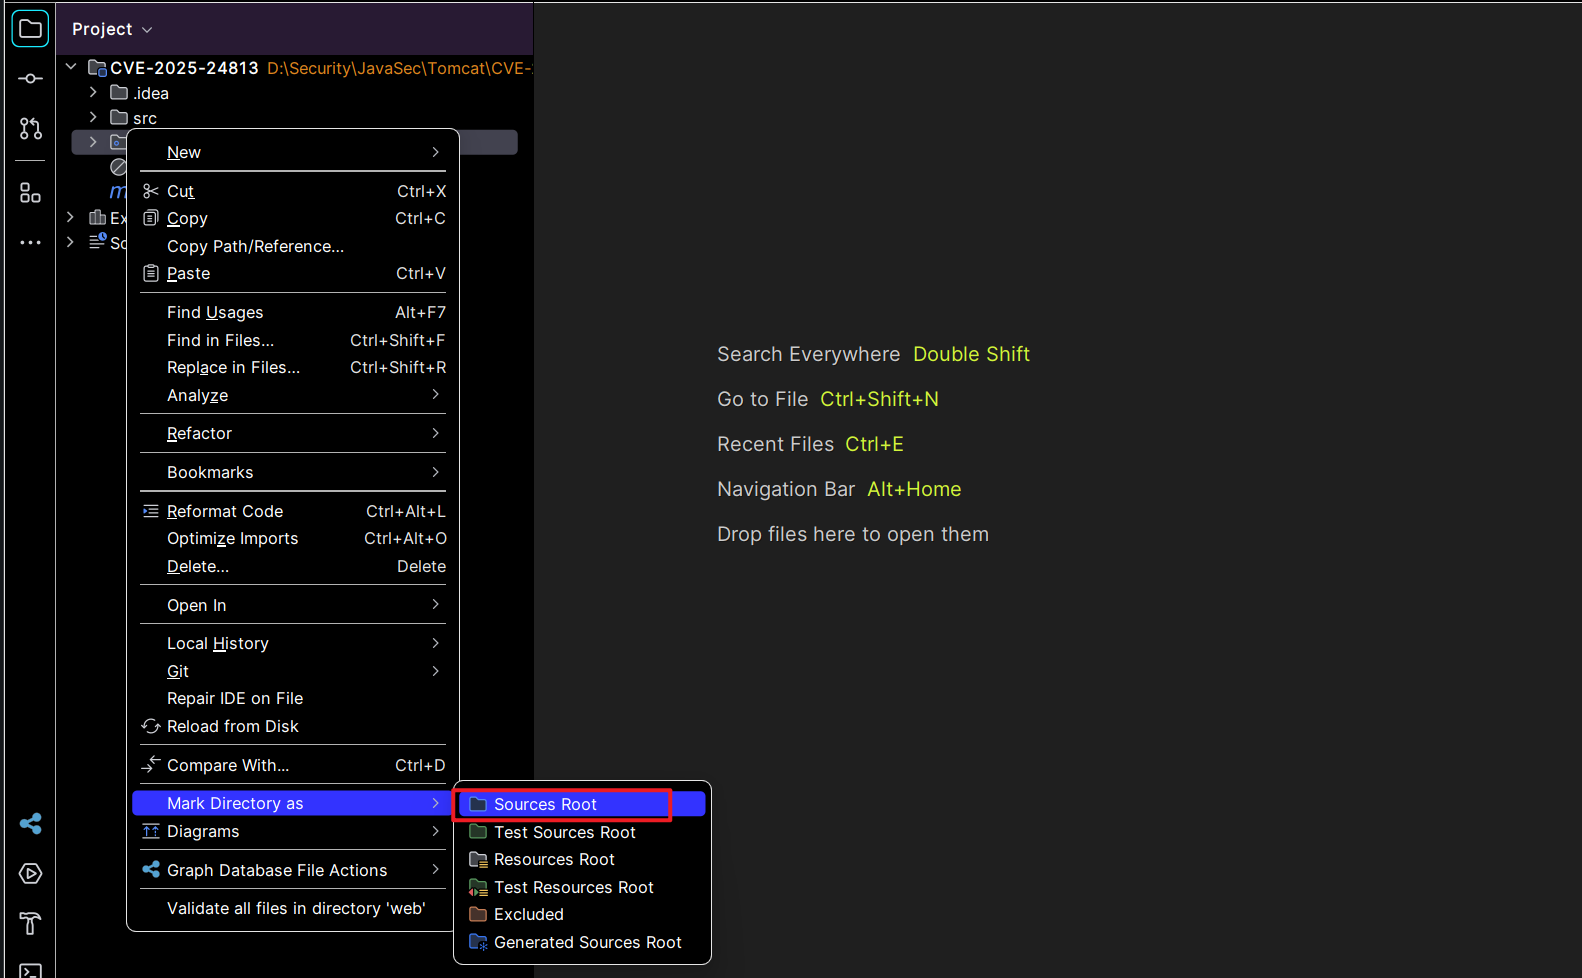 Project
CVE-2025-24813 D:\Security\JavaSec\Tomcat\CVE-
.idea
src
m
Ex
Sc
New
Cut Ctrl+X
Copy Ctrl+C
Copy Path/Reference...
Paste Ctrl+V
Find Usages Alt+F7
Find in Files... Ctrl+Shift+F
Replace in Files... Ctrl+Shift+R
Analyze
Refactor
Bookmarks
Reformat Code Ctrl+Alt+L
Optimize Imports Ctrl+Alt+O
Delete... Delete
Open In
Local History
Git
Repair IDE on File
Reload from Disk
Compare With... Ctrl+D
Mark Directory as
Diagrams
Graph Database File Actions
Validate all files in directory 'web'
Sources Root
Test Sources Root
Resources Root
Test Resources Root
Excluded
Generated Sources Root
Search Everywhere Double Shift
Go to File Ctrl+Shift+N
Recent Files Ctrl+E
Navigation Bar Alt+Home
Drop files here to open them